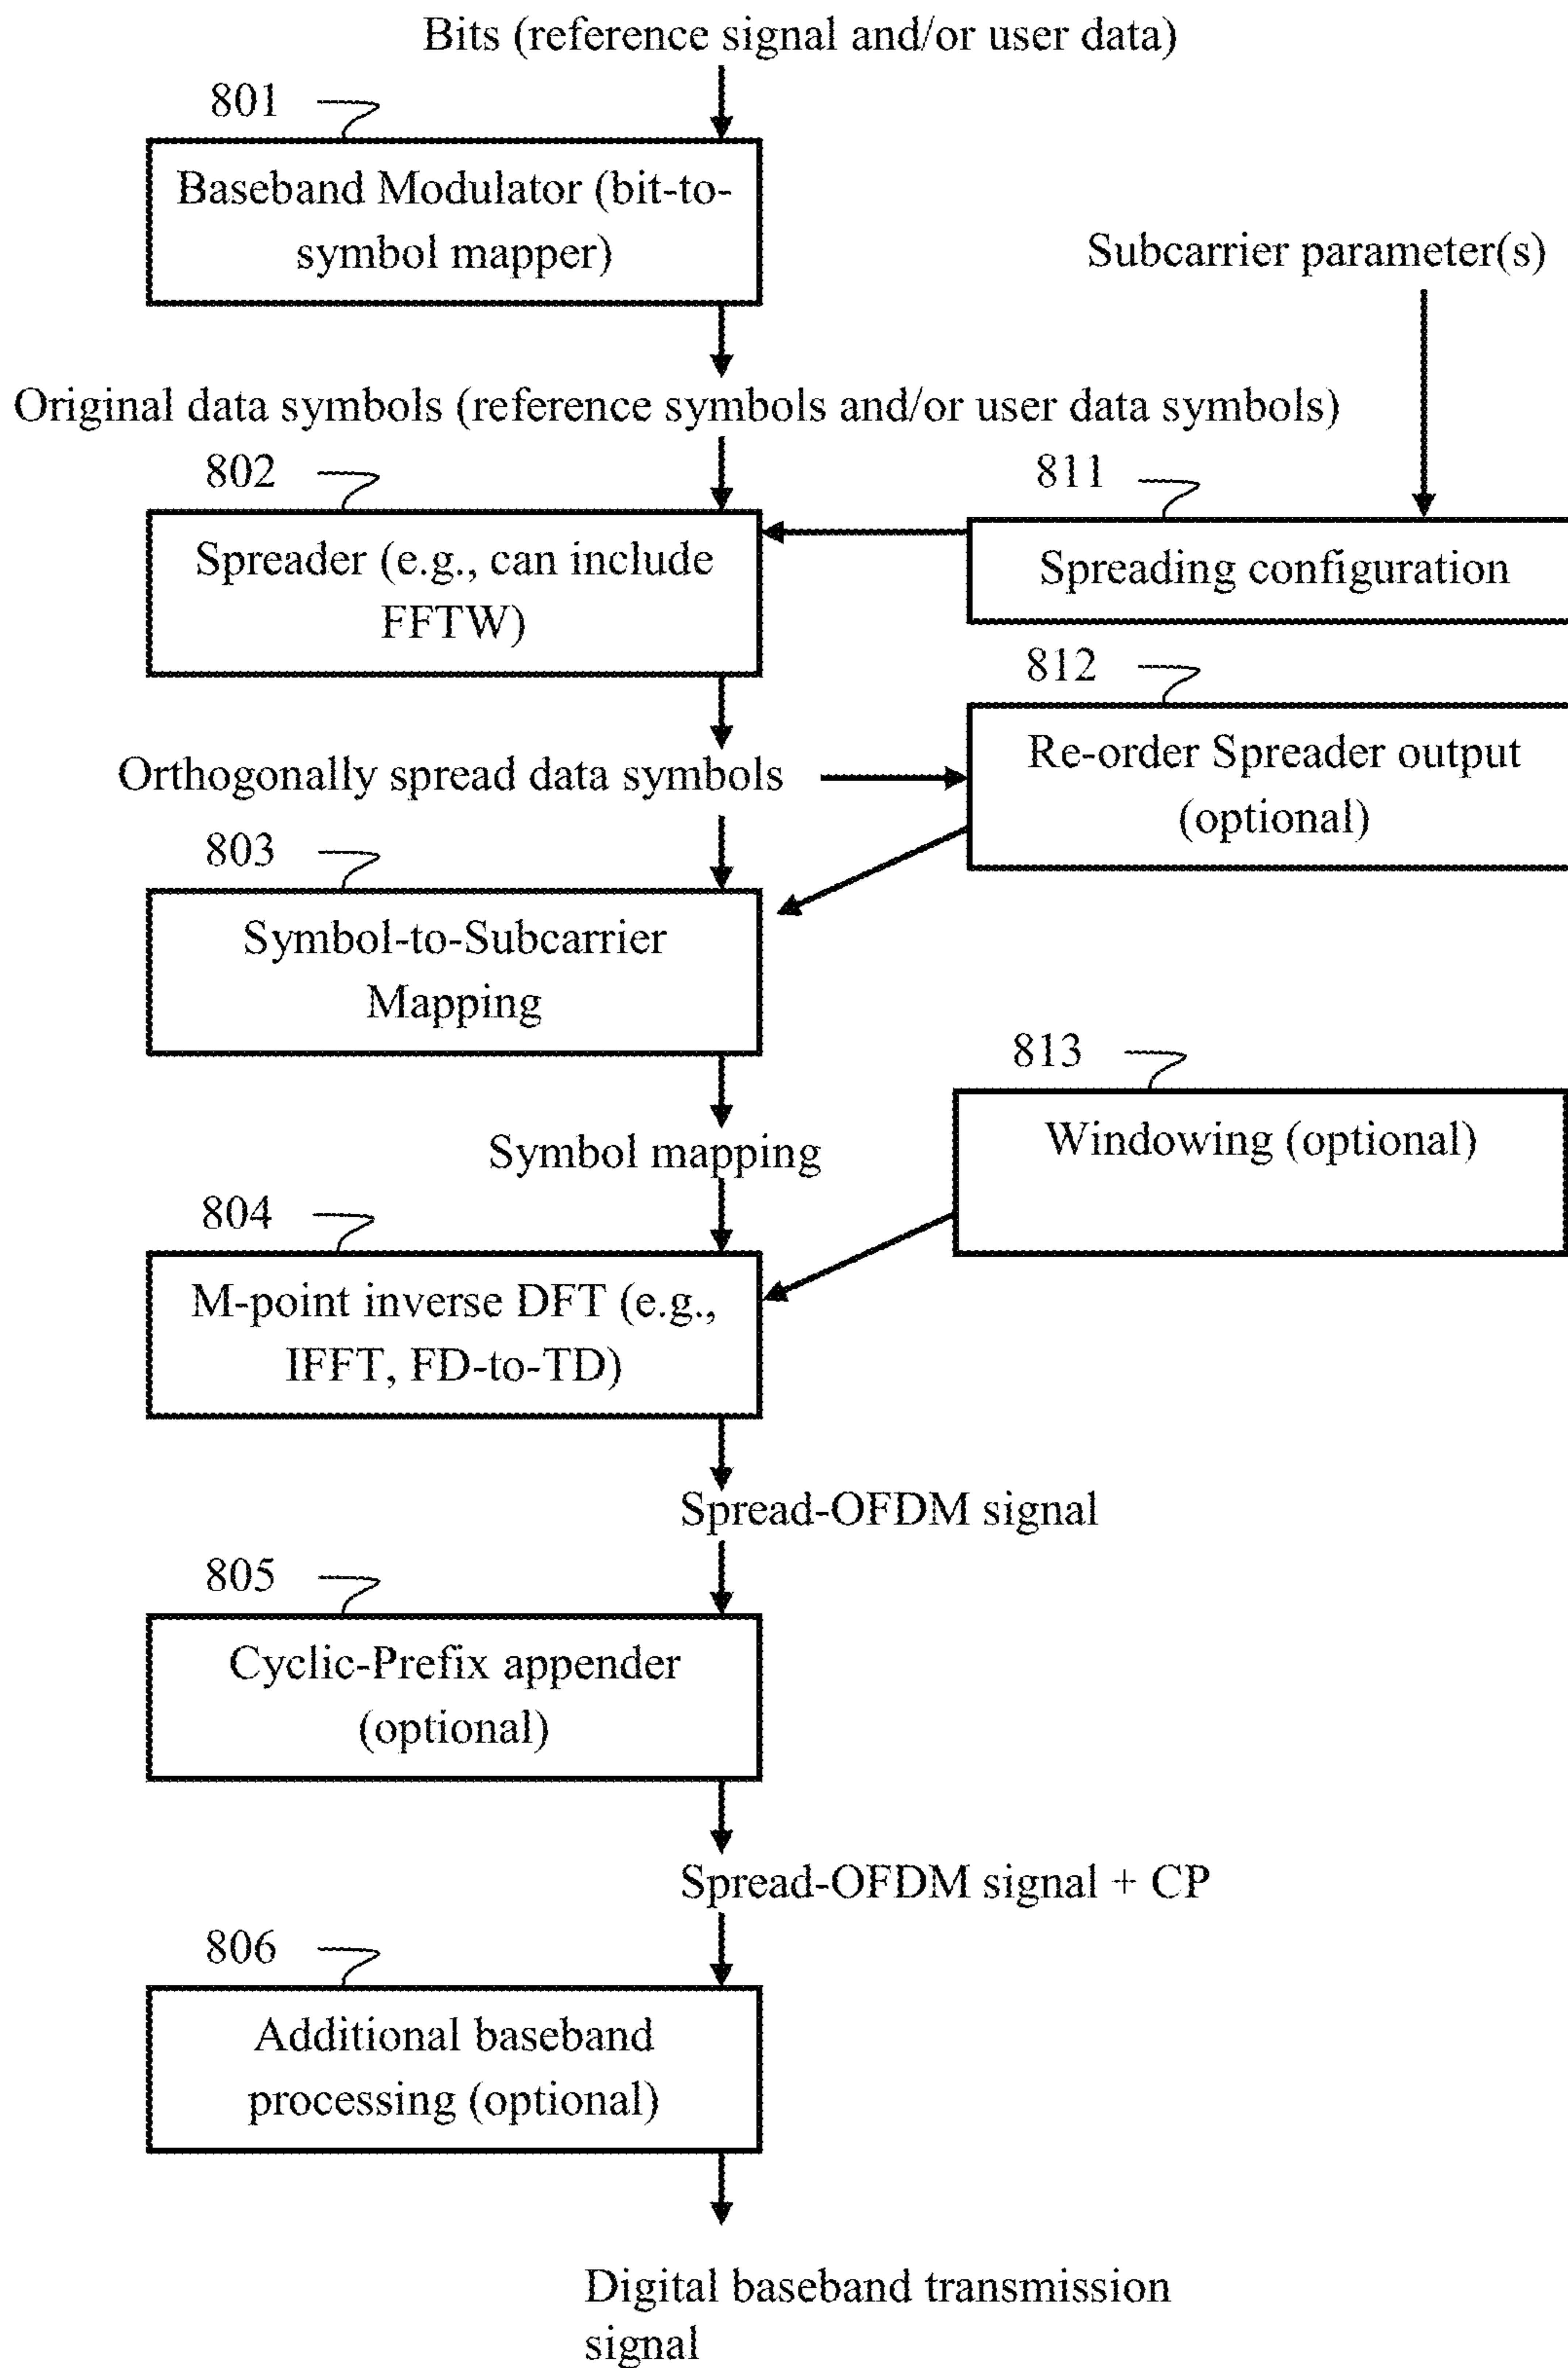 Bits (reference signal and/or user data)
801
Baseband Modulator (bit-to-
symbol mapper)
Subcarrier parameter(s)
Original data symbols (reference symbols and/or user data symbols)
802
Spreader (e.g., can include
FFTW)
811
Spreading configuration
812
Re-order Spreader output
(optional)
Orthogonally spread data symbols
803
Symbol-to-Subcarrier
Mapping
813
Windowing (optional)
Symbol mapping
804
M-point inverse DFT (e.g.,
IFFT, FD-to-TD)
Spread-OFDM signal
805
Cyclic-Prefix appender
(optional)
Spread-OFDM signal + CP
806
Additional baseband
processing (optional)
Digital baseband transmission
signal